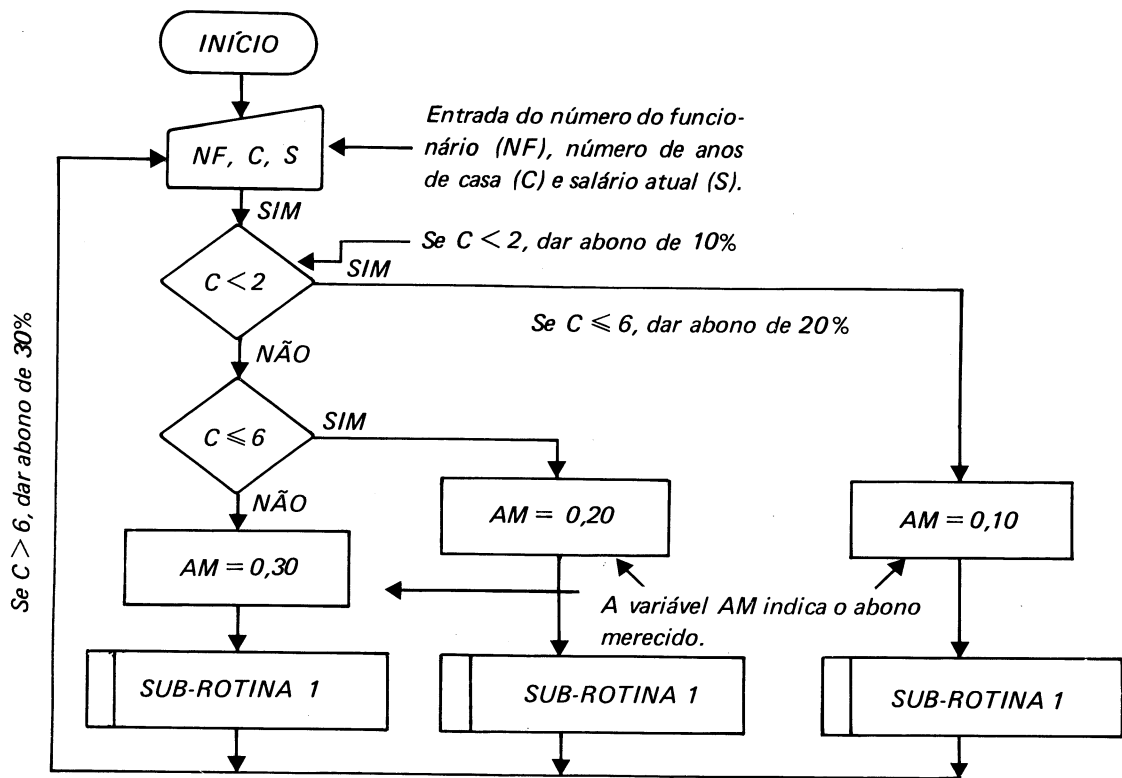 INÍCIO
NF, C, S
Entrada do número do funcio-
nário (NF), número de anos
de casa (C) e salário atual (S).
SIM
Se C < 2, dar abono de 10%
C < 2
SIM
Se C ⩽ 6, dar abono de 20%
NÃO
C ⩽ 6
SIM
NÃO
AM = 0,30
AM = 0,20
AM = 0,10
A variável AM indica o abono
merecido.
SUB-ROTINA 1
SUB-ROTINA 1
SUB-ROTINA 1
Se C > 6, dar abono de 30%